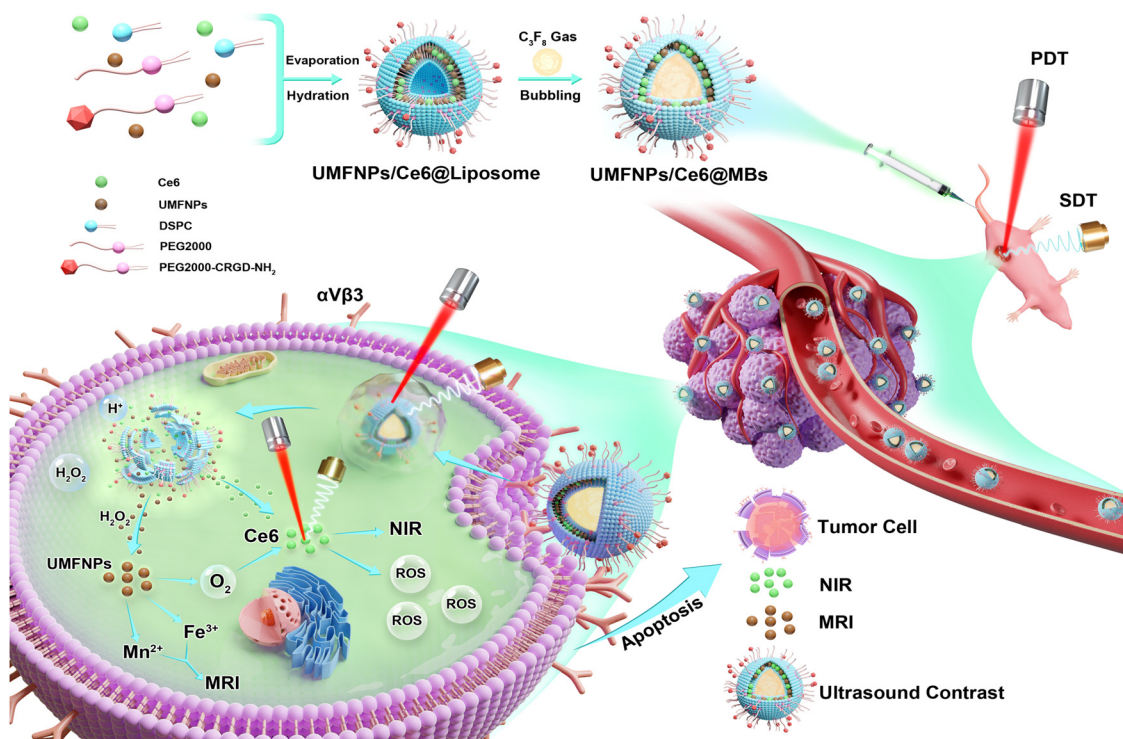 Evaporation
Hydration
C₃F₈ Gas
Bubbling
UMFNPs/Ce6@Liposome
UMFNPs/Ce6@MBs
PDT
SDT
Ce6
UMFNPs
DSPC
PEG2000
PEG2000-CRGD-NH₂
αVβ3
H⁺
H₂O₂
H₂O₂
UMFNPs
O₂
Ce6
NIR
ROS
ROS
ROS
Fe³⁺
Mn²⁺
MRI
Apoptosis
Tumor Cell
NIR
MRI
Ultrasound Contrast